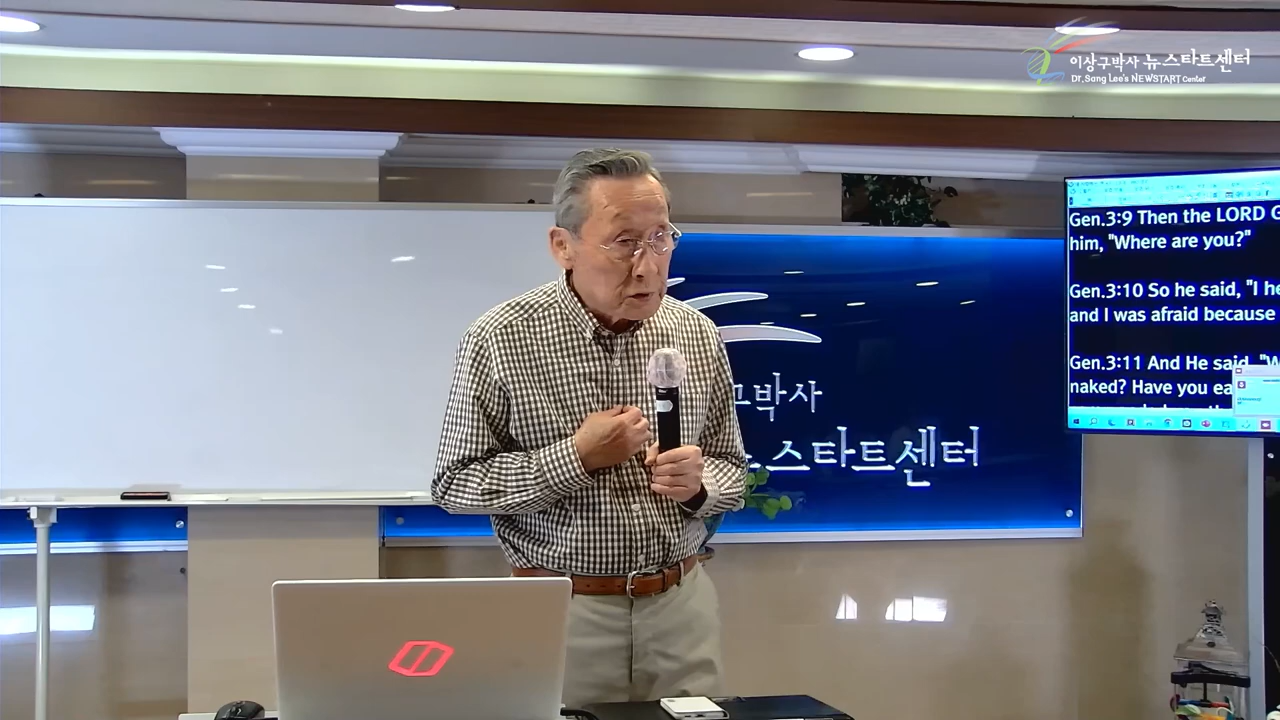 이상구박사 뉴스타트센터
Dr. Sang Lee's NEWSTART Center
Gen.3:9 Then the LORD G
him, "Where are you?"
Gen.3:10 So he said, "I he
and I was afraid because
Gen.3:11 And He said, "W
naked? Have you ea
구박사
뉴스타트센터